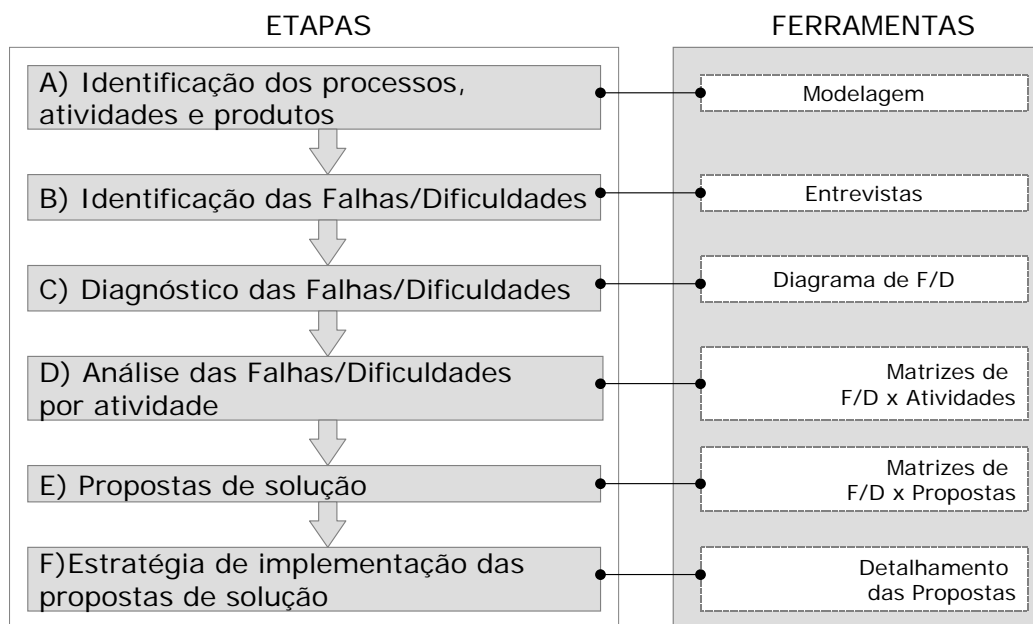 ETAPAS
FERRAMENTAS
A) Identificação dos processos,
atividades e produtos
Modelagem
B) Identificação das Falhas/Dificuldades
Entrevistas
C) Diagnóstico das Falhas/Dificuldades
Diagrama de F/D
D) Análise das Falhas/Dificuldades
por atividade
Matrizes de
F/D x Atividades
E) Propostas de solução
Matrizes de
F/D x Propostas
F)Estratégia de implementação das
propostas de solução
Detalhamento
das Propostas